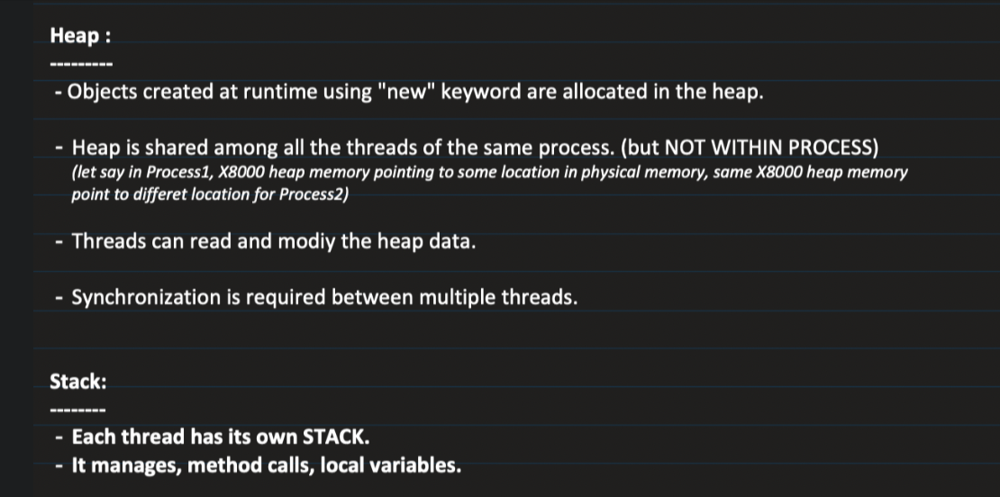 Heap :
---------
- Objects created at runtime using "new" keyword are allocated in the heap.
- Heap is shared among all the threads of the same process. (but NOT WITHIN PROCESS)
(let say in Process1, X8000 heap memory pointing to some location in physical memory, same X8000 heap memory
point to differet location for Process2)
- Threads can read and modiy the heap data.
- Synchronization is required between multiple threads.
Stack:
--------
- Each thread has its own STACK.
- It manages, method calls, local variables.